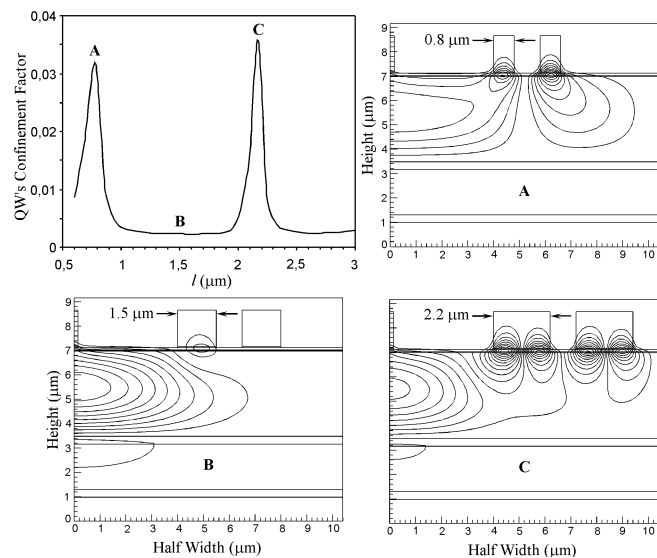 A
C
B
QW's Confinement Factor
0,04
0,03
0,02
0,01
0
0,5
1
1,5
2
2,5
3
l (μm)
0.8 μm
A
Height (μm)
9
8
7
6
5
4
3
2
1
0
0 1 2 3 4 5 6 7 8 9 10
1.5 μm
B
Height (μm)
9
8
7
6
5
4
3
2
1
0
0 1 2 3 4 5 6 7 8 9 10
Half Width (μm)
2.2 μm
C
Height (μm)
9
8
7
6
5
4
3
2
1
0
0 1 2 3 4 5 6 7 8 9 10
Half Width (μm)